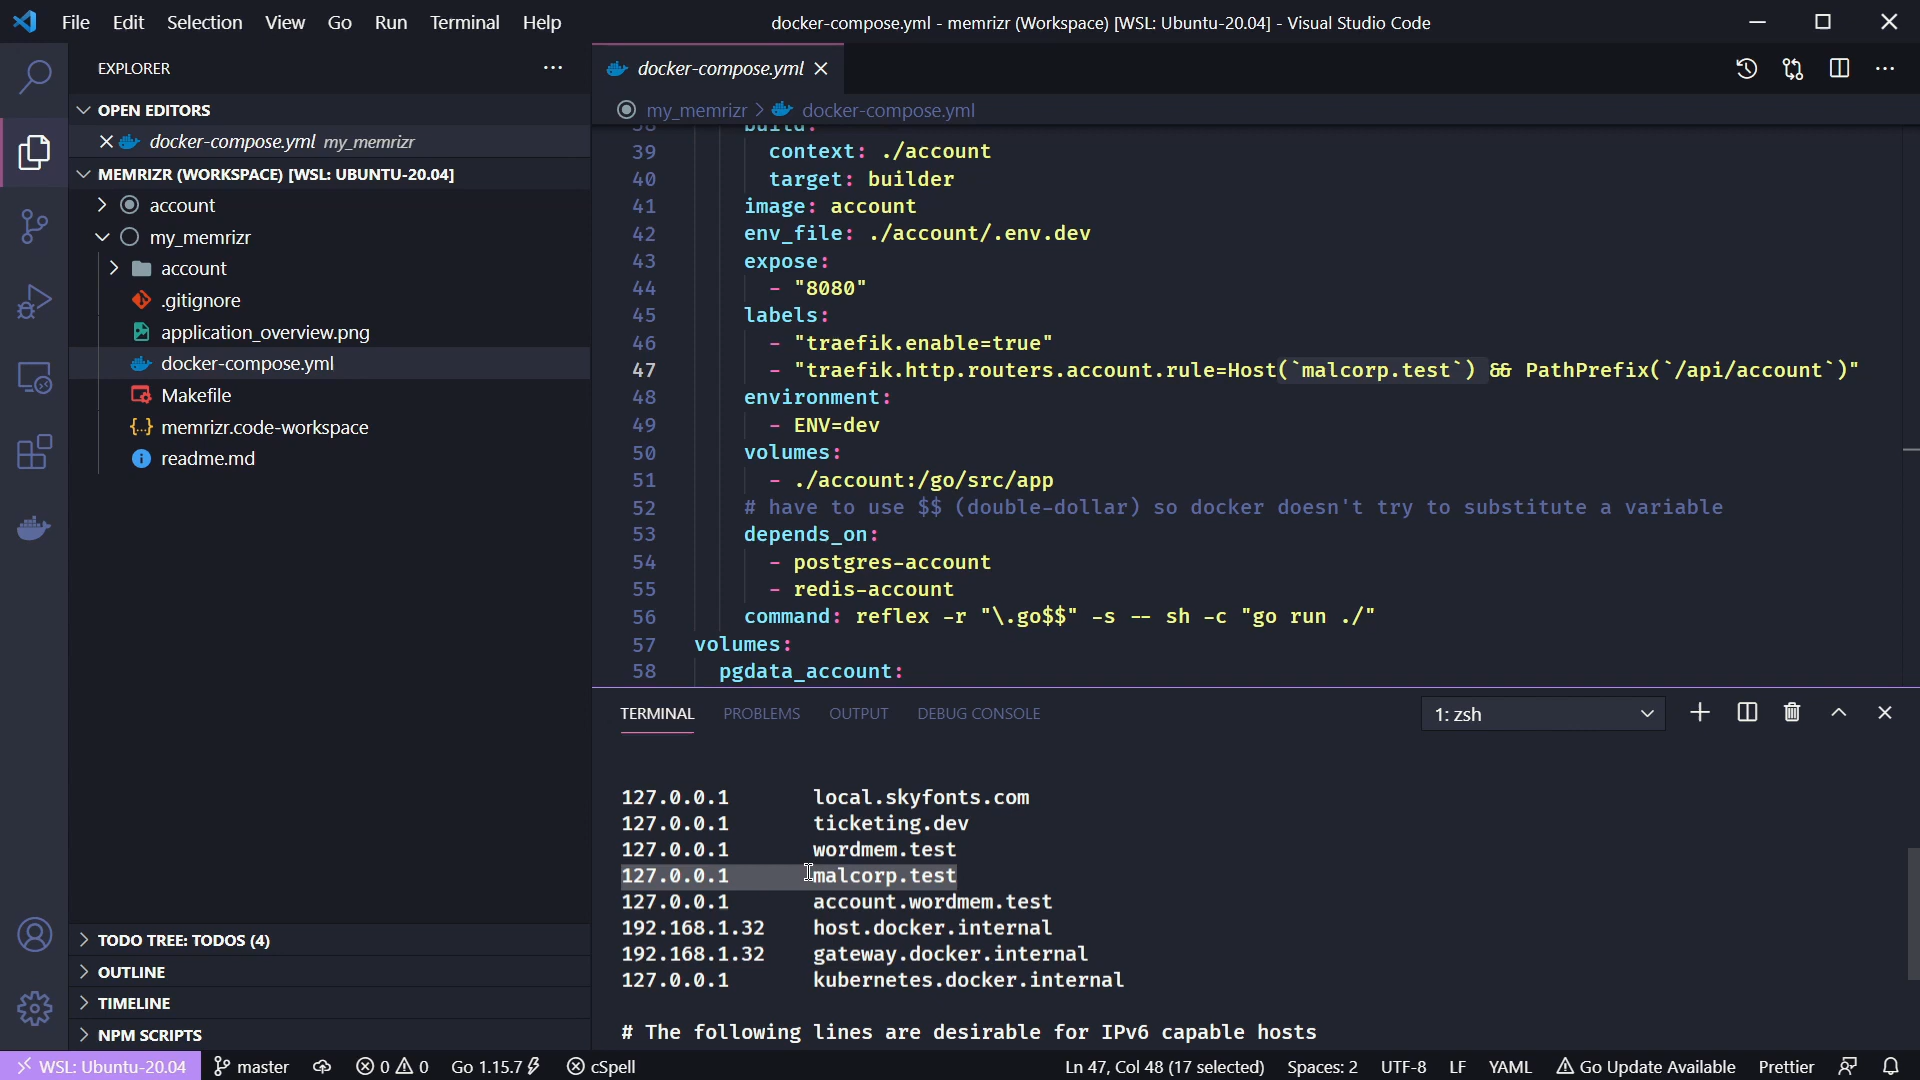 File Edit Selection View Go Run Terminal Help
docker-compose.yml - memrizr (Workspace) [WSL: Ubuntu-20.04] - Visual Studio Code
EXPLORER
OPEN EDITORS
docker-compose.yml my_memrizr
MEMRIZR (WORKSPACE) [WSL: UBUNTU-20.04]
account
my_memrizr
account
.gitignore
application_overview.png
docker-compose.yml
Makefile
memrizr.code-workspace
readme.md
TODO TREE: TODOS (4)
OUTLINE
TIMELINE
NPM SCRIPTS
docker-compose.yml
my_memrizr > docker-compose.yml
38 build:
39 context: ./account
40 target: builder
41 image: account
42 env_file: ./account/.env.dev
43 expose:
44 - "8080"
45 labels:
46 - "traefik.enable=true"
47 - "traefik.http.routers.account.rule=Host(`malcorp.test`) && PathPrefix(`/api/account`)"
48 environment:
49 - ENV=dev
50 volumes:
51 - ./account:/go/src/app
52 # have to use $$ (double-dollar) so docker doesn't try to substitute a variable
53 depends_on:
54 - postgres-account
55 - redis-account
56 command: reflex -r "\.go$$" -s -- sh -c "go run ./"
57 volumes:
58 pgdata_account:
TERMINAL PROBLEMS OUTPUT DEBUG CONSOLE
1: zsh
127.0.0.1 local.skyfonts.com
127.0.0.1 ticketing.dev
127.0.0.1 wordmem.test
127.0.0.1 malcorp.test
127.0.0.1 account.wordmem.test
192.168.1.32 host.docker.internal
192.168.1.32 gateway.docker.internal
127.0.0.1 kubernetes.docker.internal
# The following lines are desirable for IPv6 capable hosts
WSL: Ubuntu-20.04 master 0 0 Go 1.15.7 cSpell Ln 47, Col 48 (17 selected) Spaces: 2 UTF-8 LF YAML Go Update Available Prettier